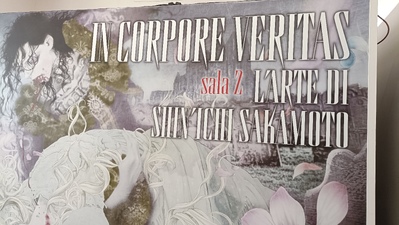 IN CORPORE VERITAS
sala 2 L'ARTE DI
SHIN'ICHI SAKAMOTO